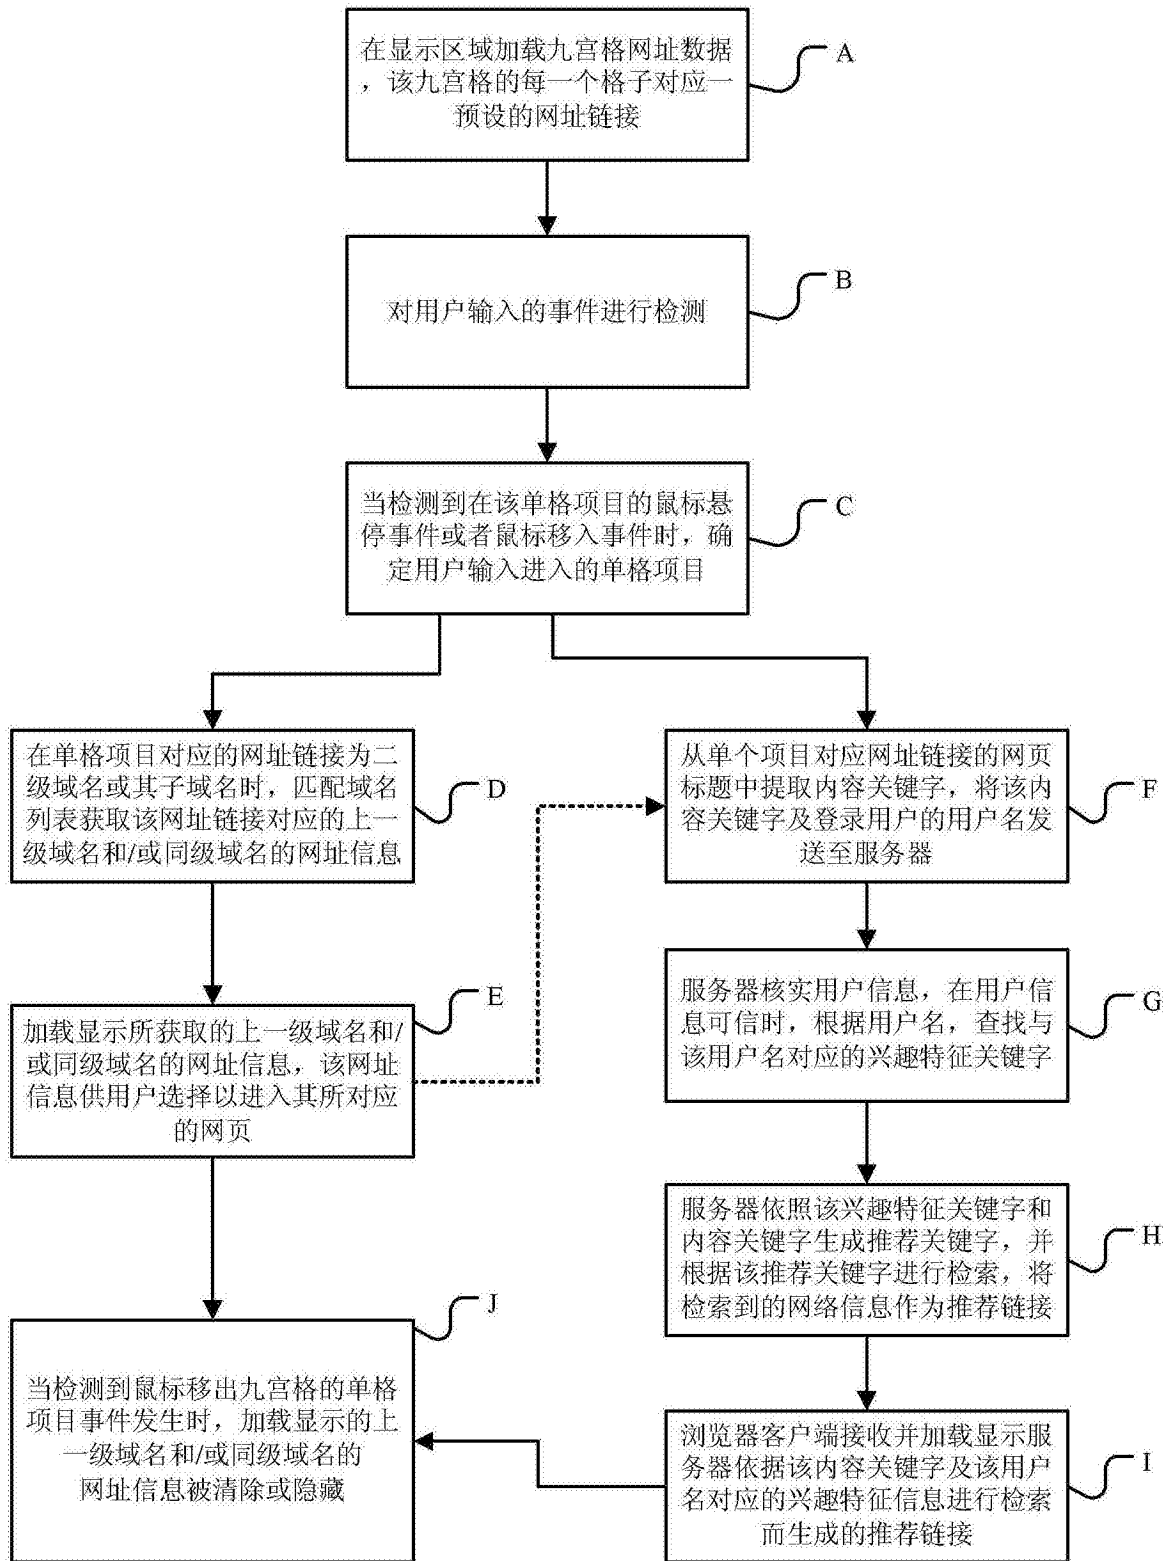 在显示区域加载九宫格网址数据
，该九宫格的每一个格子对应一
预设的网址链接
A
对用户输入的事件进行检测
B
当检测到在该单格项目的鼠标悬
停事件或者鼠标移入事件时，确
定用户输入进入的单格项目
C
在单格项目对应的网址链接为二
级域名或其子域名时，匹配域名
列表获取该网址链接对应的上一
级域名和/或同级域名的网址信息
D
加载显示所获取的上一级域名和/
或同级域名的网址信息，该网址
信息供用户选择以进入其所对应
的网页
E
从单个项目对应网址链接的网页
标题中提取内容关键字，将该内
容关键字及登录用户的用户名发
送至服务器
F
服务器核实用户信息，在用户信
息可信时，根据用户名，查找与
该用户名对应的兴趣特征关键字
G
服务器依照该兴趣特征关键字和
内容关键字生成推荐关键字，并
根据该推荐关键字进行检索，将
检索到的网络信息作为推荐链接
H
浏览器客户端接收并加载显示服
务器依据该内容关键字及该用户
名对应的兴趣特征信息进行检索
而生成的推荐链接
I
当检测到鼠标移出九宫格的单格
项目事件发生时，加载显示的上
一级域名和/或同级域名的
网址信息被清除或隐藏
J